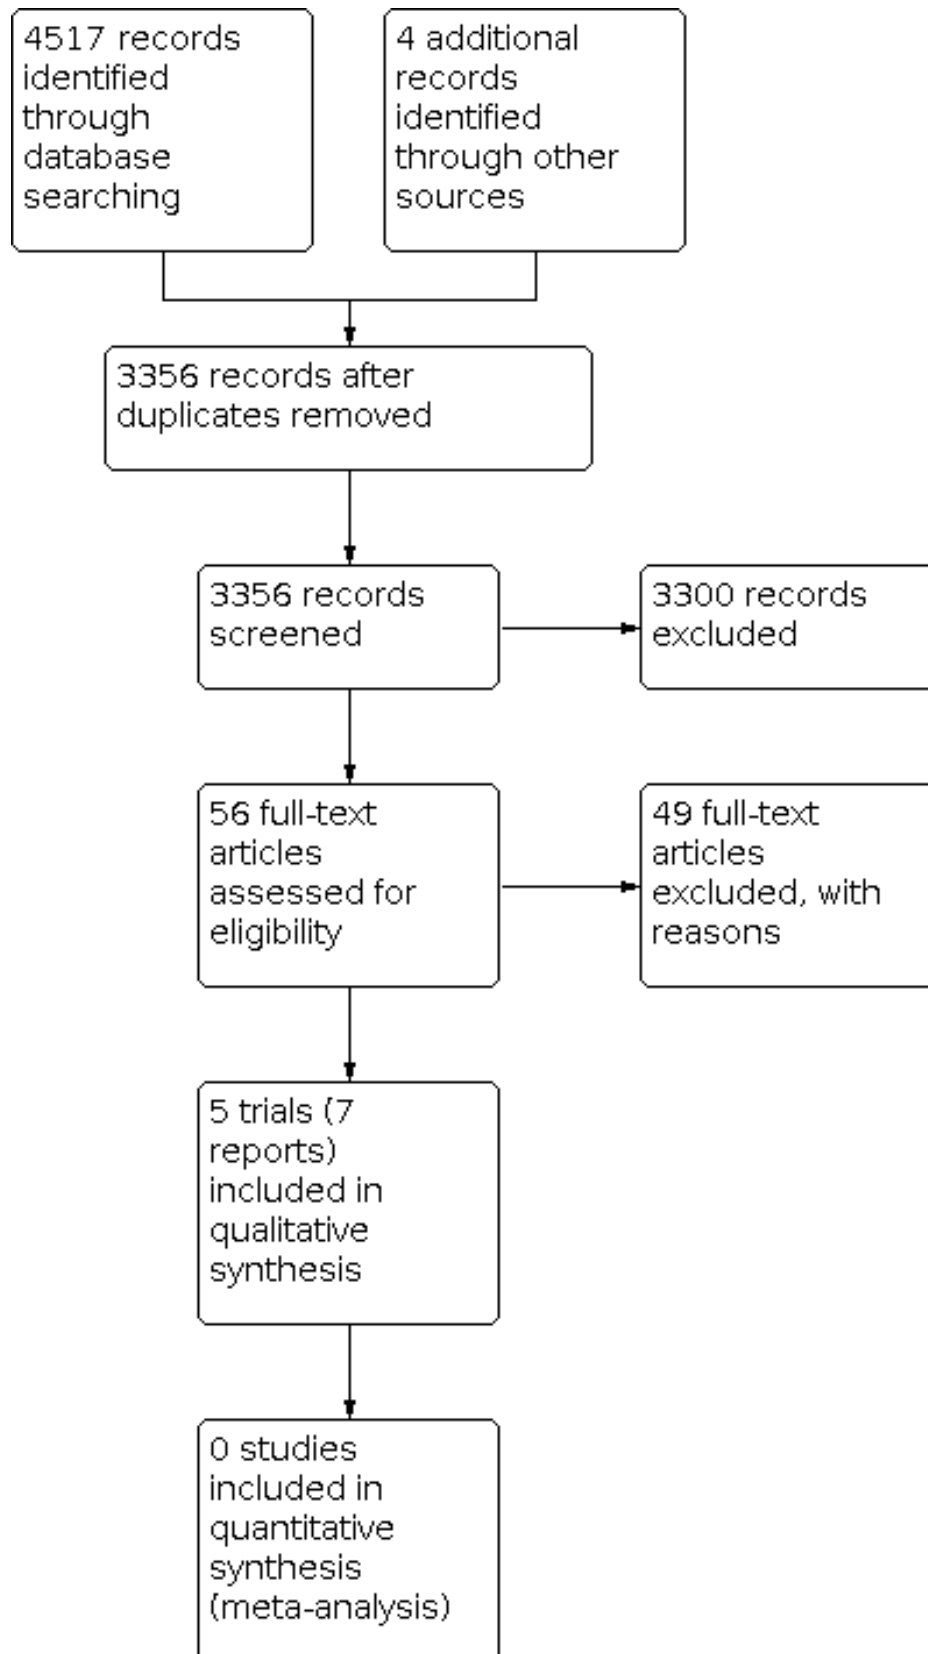 4517 records
identified
through
database
searching
4 additional
records
identified
through other
sources
3356 records after
duplicates removed
3356 records
screened
3300 records
excluded
56 full-text
articles
assessed for
eligibility
49 full-text
articles
excluded, with
reasons
5 trials (7
reports)
included in
qualitative
synthesis
0 studies
included in
quantitative
synthesis
(meta-analysis)